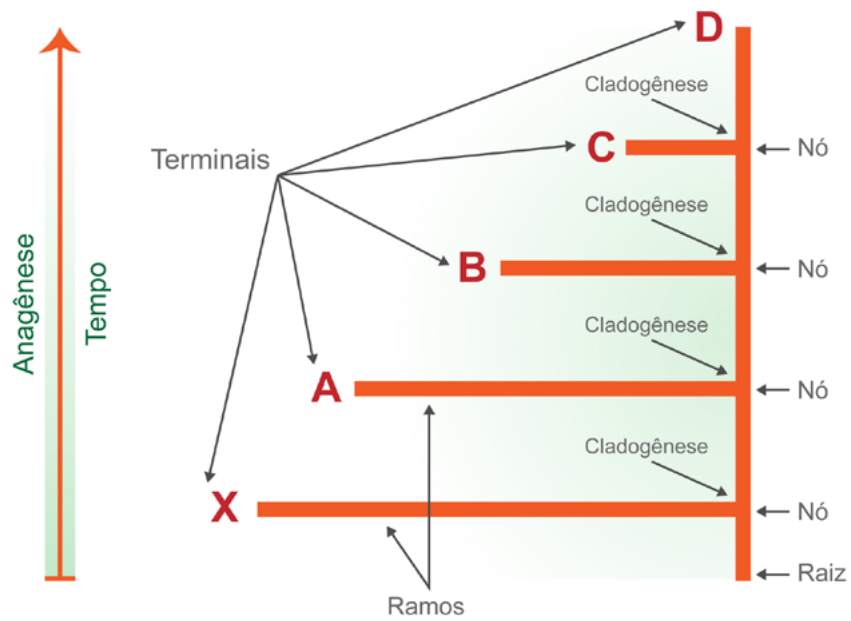 D
Cladogênese
C
Nó
Terminais
Cladogênese
B
Nó
Anagênese
Tempo
Cladogênese
A
Nó
Cladogênese
X
Nó
Raiz
Ramos